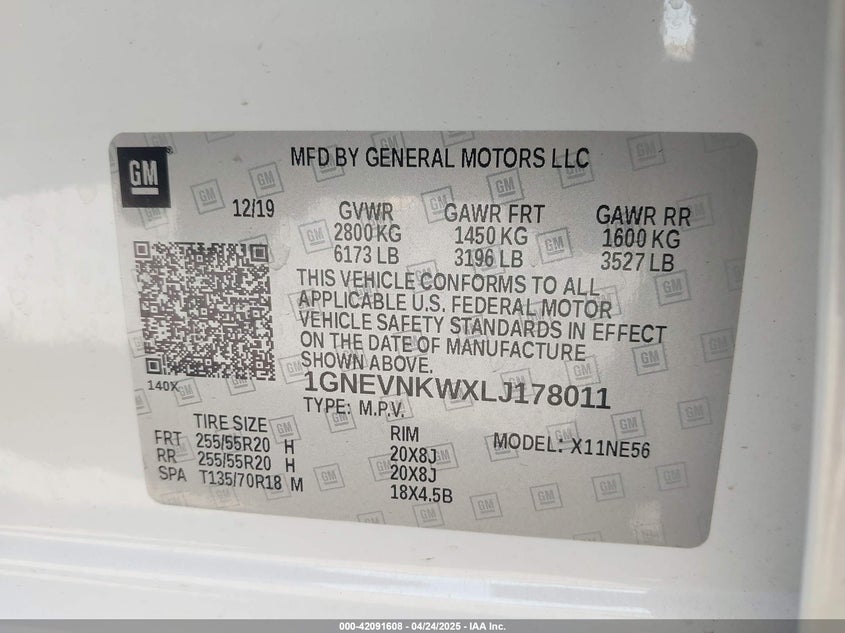 GM
MFD BY GENERAL MOTORS LLC
12/19
GVWR GAWR FRT GAWR RR
2800 KG 1450 KG 1600 KG
6173 LB 3196 LB 3527 LB
THIS VEHICLE CONFORMS TO ALL
APPLICABLE U.S. FEDERAL MOTOR
VEHICLE SAFETY STANDARDS IN EFFECT
ON THE DATE OF MANUFACTURE
SHOWN ABOVE.
140X
1GNEVNKWXLJ178011
TYPE: M.P.V.
TIRE SIZE RIM MODEL: X11NE56
FRT 255/55R20 H 20X8J
RR 255/55R20 H 20X8J
SPA T135/70R18 M 18X4.5B
000-42091608 - 04/24/2025 - IAA Inc.